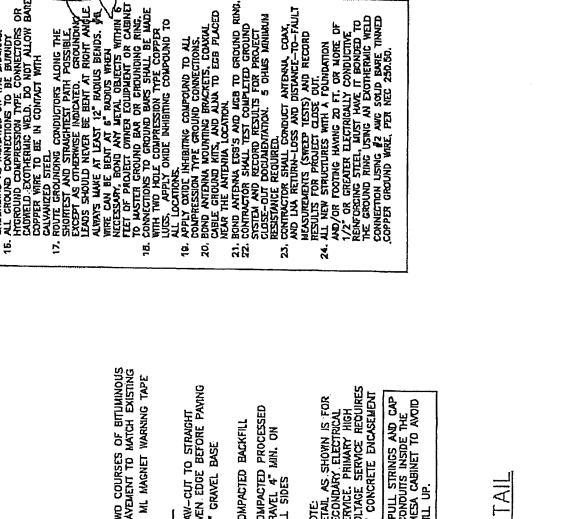 WO COURSES OF BITUMINOUS
AVEMENT TO MATCH EXISTING
ML MAGNET WARNING TAPE
AW-CUT TO STRAIGHT
VEN EDGE BEFORE PAVING
" GRAVEL BASE
OMPACTED BACKFILL
OMPACTED PROCESSED
RAVEL 4" MIN. ON
LL SIDES
OTE:
ETAIL AS SHOWN IS FOR
ECONDARY ELECTRICAL
ERVICE. PRIMARY HIGH
OLTAGE SERVICE REQUIRES
CONCRETE ENCASEMENT
PULL STRINGS AND CAP
ONDUITS INSIDE THE
MESA CABINET TO AVOID
ILL UP.
TAIL
16. ALL GROUND CONNECTIONS TO BE BURNDY
HYGROUND COMPRESSION TYPE CONNECTORS OR
CADWELD EXOTHERMIC WELD. DO NOT ALLOW BARE
COPPER WIRE TO BE IN CONTACT WITH
GALVANIZED STEEL.
17. ROUTE GROUNDING CONDUCTORS ALONG THE
SHORTEST AND STRAIGHTEST PATH POSSIBLE,
EXCEPT AS OTHERWISE INDICATED. GROUNDING
LEADS SHOULD NEVER BE BENT AT RIGHT ANGLE.
ALWAYS MAKE AT LEAST 12" RADIUS BENDS.
WIRE CAN BE BENT AT 6" RADIUS WHEN
NECESSARY. BOND ANY METAL OBJECTS WITHIN 6
FEET OF PROJECT OWNER EQUIPMENT OR CABINET
TO MASTER GROUND BAR OR GROUNDING RING.
18. CONNECTIONS TO GROUND BARS SHALL BE MADE
WITH TWO HOLE COMPRESSION TYPE COPPER
LUGS. APPLY OXIDE INHIBITING COMPOUND TO
ALL LOCATIONS.
19. APPLY OXIDE INHIBITING COMPOUND TO ALL
COMPRESSION TYPE GROUND CONNECTIONS.
20. BOND ANTENNA MOUNTING BRACKETS, COAXIAL
CABLE GROUND KITS, AND ALNA TO EGB PLACED
NEAR THE ANTENNA LOCATION.
21. BOND ANTENNA EGB'S AND MGB TO GROUND RING.
22. CONTRACTOR SHALL TEST COMPLETED GROUND
SYSTEM AND RECORD RESULTS FOR PROJECT
CLOSE-OUT DOCUMENTATION. 5 OHMS MINIMUM
RESISTANCE REQUIRED.
23. CONTRACTOR SHALL CONDUCT ANTENNA, COAX,
AND LNA RETURN-LOSS AND DISTANCE-TO-FAULT
MEASUREMENTS (SWEEP TESTS) AND RECORD
RESULTS FOR PROJECT CLOSE OUT.
24. ALL NEW STRUCTURES WITH A FOUNDATION
AND/OR FOOTING HAVING 20 FT. OR MORE OF
1/2" OR GREATER ELECTRICALLY CONDUCTIVE
REINFORCING STEEL, MUST HAVE IT BONDED TO
THE GROUND RING USING AN EXOTHERMIC WELD
CONNECTION USING #2 AWG SOLID BARE TINNED
COPPER GROUND WIRE, PER NEC 250.50.